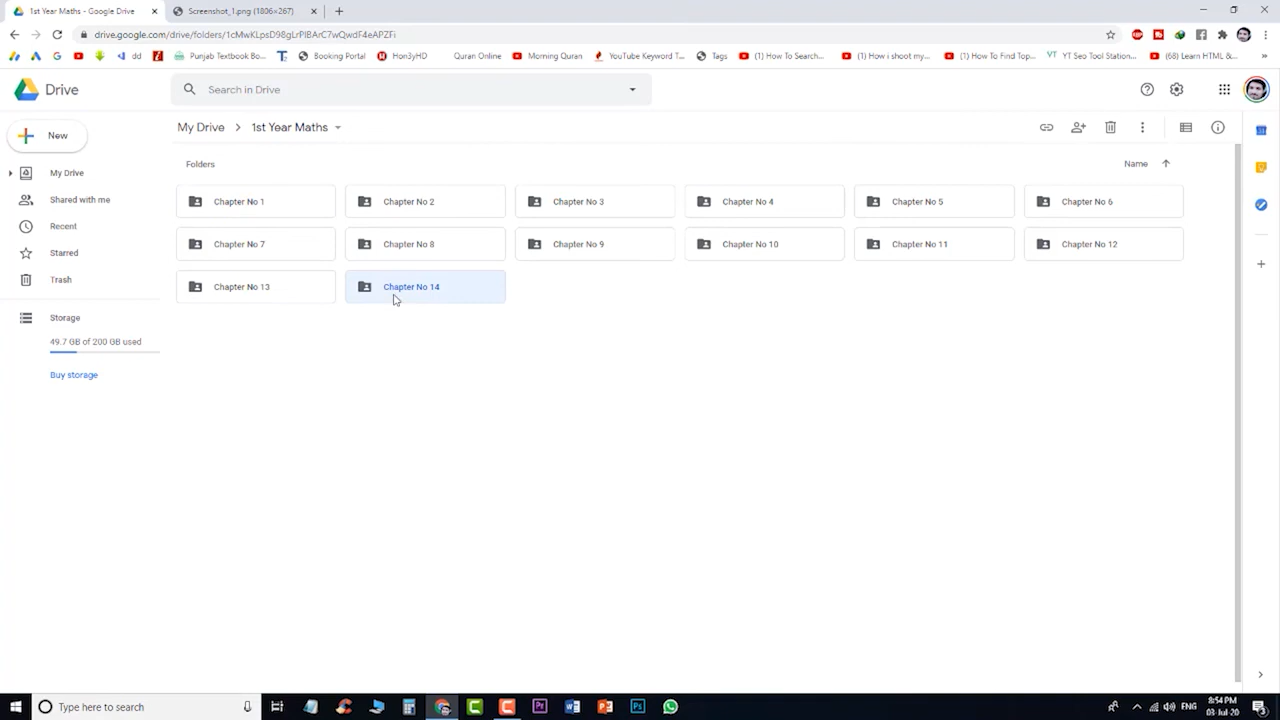 1st Year Maths - Google Drive
Screenshot_1.png (1806×267)
drive.google.com/drive/folders/1cMwKLpsD98gLrPIBArC7wQwdF4eAPZFi
dd
Punjab Textbook Bo...
Booking Portal
Hon3yHD
Quran Online
Morning Quran
YouTube Keyword T...
Tags
(1) How To Search...
(1) How i shoot my...
(1) How To Find Top...
YT Seo Tool Station...
(68) Learn HTML &...
Drive
Search in Drive
New
My Drive
1st Year Maths
My Drive
Shared with me
Recent
Starred
Trash
Storage
49.7 GB of 200 GB used
Buy storage
Folders
Name
Chapter No 1
Chapter No 2
Chapter No 3
Chapter No 4
Chapter No 5
Chapter No 6
Chapter No 7
Chapter No 8
Chapter No 9
Chapter No 10
Chapter No 11
Chapter No 12
Chapter No 13
Chapter No 14
Type here to search
ENG
8:54 PM
03-Jul-20